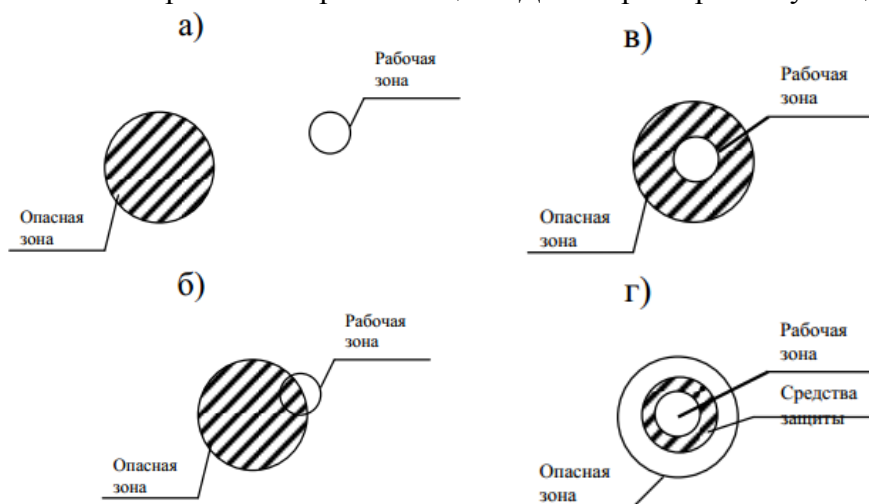 а)
Рабочая
зона
Опасная
зона
в)
Рабочая
зона
Опасная
зона
б)
Рабочая
зона
Опасная
зона
г)
Рабочая
зона
Средства
защиты
Опасная
зона